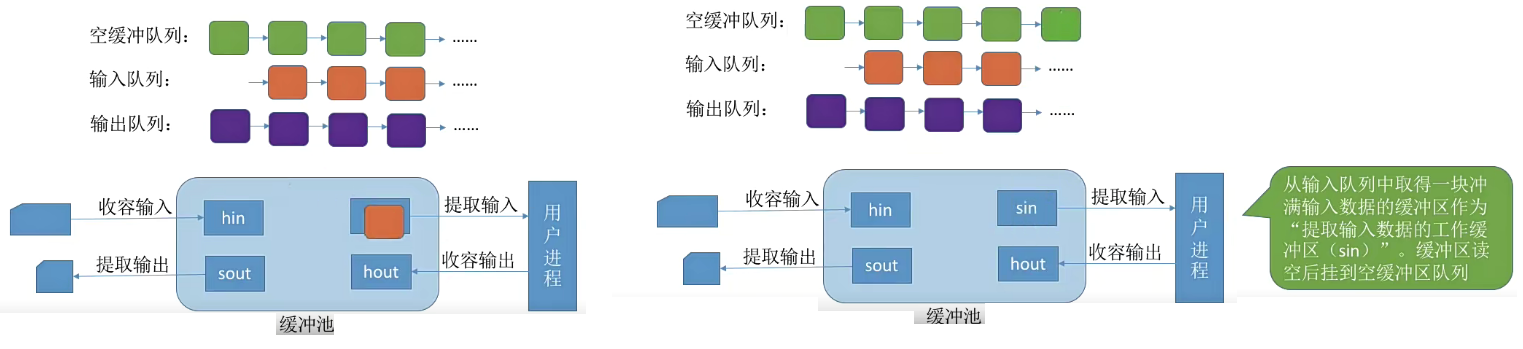 空缓冲队列：
……
输入队列：
……
输出队列：
……
收容输入
hin
提取输入
提取输出
sout
hout
收容输出
用户进程
缓冲池
空缓冲队列：
输入队列：
……
输出队列：
……
收容输入
hin
sin
提取输入
提取输出
sout
hout
收容输出
用户进程
缓冲池
从输入队列中取得一块冲
满输入数据的缓冲区作为
“提取输入数据的工作缓
冲区（sin）”。缓冲区读
空后挂到空缓冲区队列